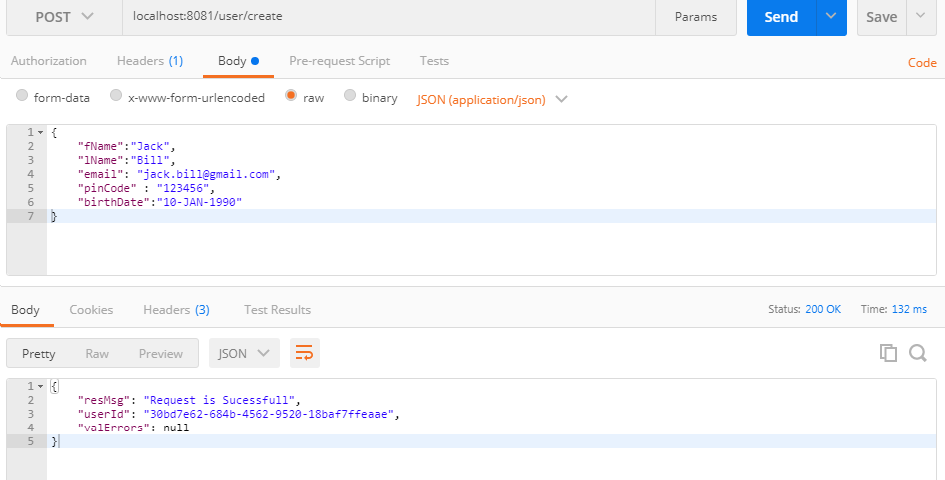 POST localhost:8081/user/create Params Send Save
Authorization Headers (1) Body Pre-request Script Tests Code
form-data x-www-form-urlencoded raw binary JSON (application/json)
1 {
2 "fName":"Jack",
3 "lName":"Bill",
4 "email": "jack.bill@gmail.com",
5 "pinCode" : "123456",
6 "birthDate":"10-JAN-1990"
7 }
Body Cookies Headers (3) Test Results Status: 200 OK Time: 132 ms
Pretty Raw Preview JSON
1 {
2 "resMsg": "Request is Sucessfull",
3 "userId": "30bd7e62-684b-4562-9520-18baf7ffeaae",
4 "valErrors": null
5 }